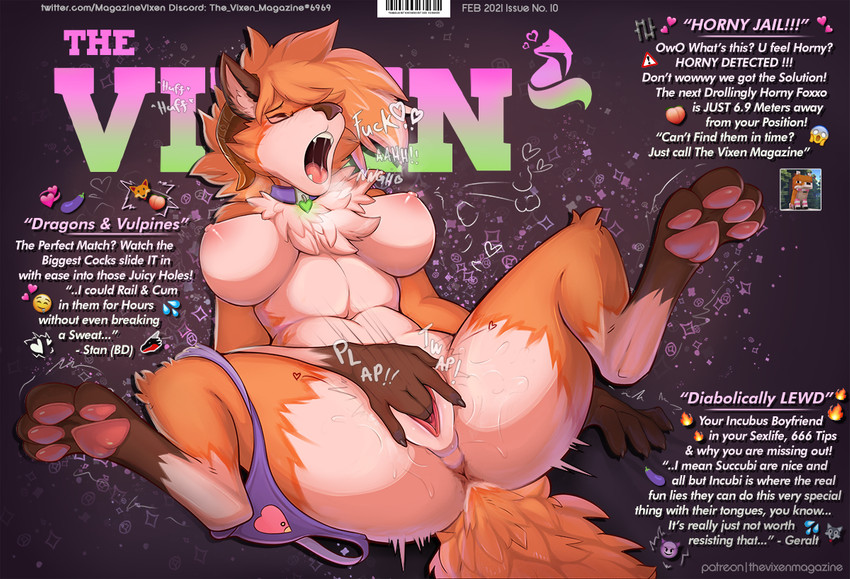 twitter.com/MagazineVixen Discord: The_Vixen_Magazine#6969
FEB 2021 Issue No. 10
THE
VIXEN
*Huff*
*Huff*
Fuck!!
AAHH!!
NNGHG
PLAP!!
TWAP!
"HORNY JAIL!!!"
OwO What's this? U feel Horny?
HORNY DETECTED !!!
Don't wowwy we got the Solution!
The next Drollingly Horny Foxxo
is JUST 6.9 Meters away
from your Position!
"Can't Find them in time?
Just call The Vixen Magazine"
"Dragons & Vulpines"
The Perfect Match? Watch the
Biggest Cocks slide IT in
with ease into those Juicy Holes!
"..I could Rail & Cum
in them for Hours
without even breaking
a Sweat..."
- Stan (BD)
"Diabolically LEWD"
Your Incubus Boyfriend
in your Sexlife, 666 Tips
& why you are missing out!
"..I mean Succubi are nice and
all but Incubi is where the real
fun lies they can do this very special
thing with their tongues, you know...
It's really just not worth
resisting that..." - Geralt
patreon|thevixenmagazine